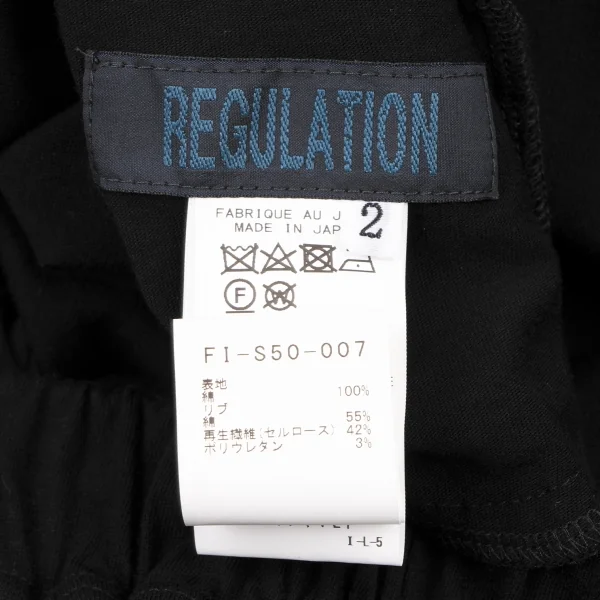 REGULATION
FABRIQUE AU J
MADE IN JAP
2
F W
FI-S50-007
表地
綿 100%
リブ
綿 55%
再生繊維(セルロース) 42%
ポリウレタン 3%
I-L-5